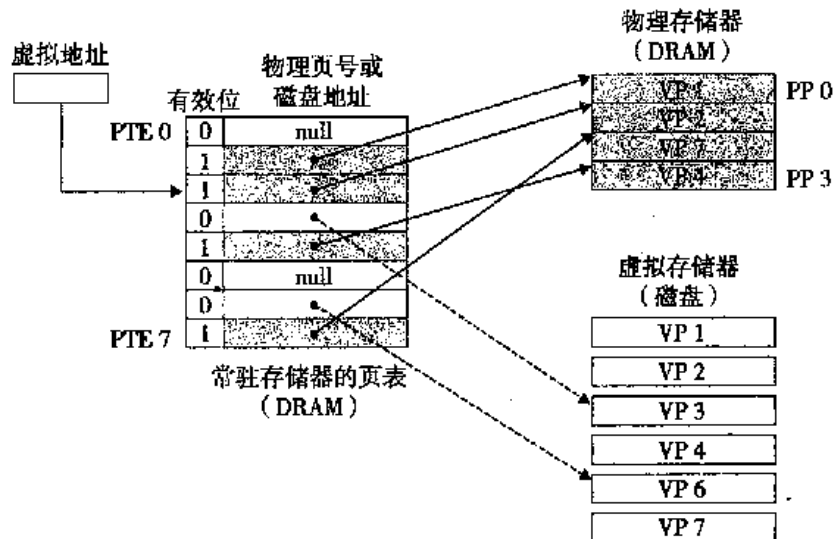 虚拟地址
物理页号或
磁盘地址
有效位
PTE 0
0
null
1
1
0
1
0
null
0
PTE 7
1
常驻存储器的页表
（DRAM）
物理存储器
（DRAM）
VP 1
PP 0
VP 2
VP 7
VP 4
PP 3
虚拟存储器
（磁盘）
VP 1
VP 2
VP 3
VP 4
VP 6
VP 7